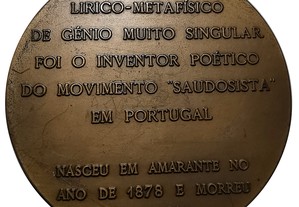 LIRICO-METAFÍSICO
DE GÉNIO MUITO SINGULAR
FOI O INVENTOR POÉTICO
DO MOVIMENTO "SAUDOSISTA"
EM PORTUGAL
NASCEU EM AMARANTE NO
ANO DE 1878 E MORREU